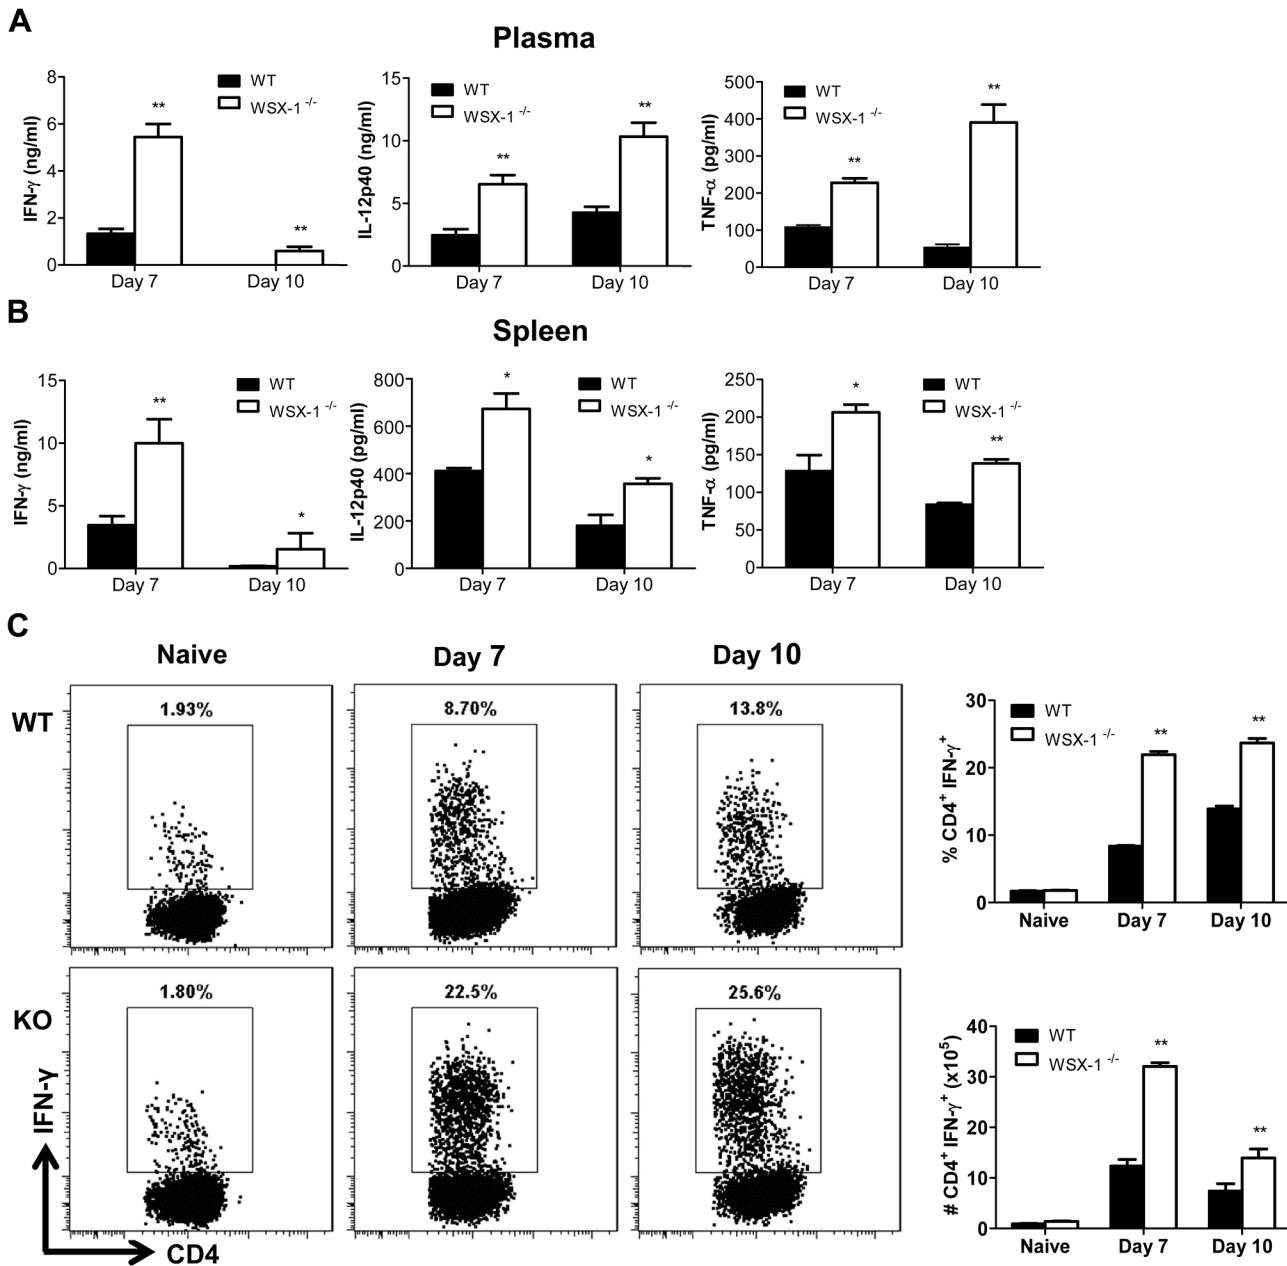 A
Plasma
IFN-γ (ng/ml)
8
6
4
2
0
WT
WSX-1 -/-
**
**
Day 7
Day 10
IL-12p40 (ng/ml)
15
10
5
0
WT
WSX-1 -/-
**
**
Day 7
Day 10
TNF-α (pg/ml)
500
400
300
200
100
0
WT
WSX-1 -/-
**
**
Day 7
Day 10
B
Spleen
IFN-γ (ng/ml)
15
10
5
0
WT
WSX-1 -/-
**
*
Day 7
Day 10
IL-12p40 (pg/ml)
800
600
400
200
0
WT
WSX-1 -/-
*
*
Day 7
Day 10
TNF-α (pg/ml)
250
200
150
100
50
0
WT
WSX-1 -/-
*
**
Day 7
Day 10
C
Naive
Day 7
Day 10
WT
1.93%
8.70%
13.8%
KO
1.80%
22.5%
25.6%
IFN-γ
CD4
% CD4+ IFN-γ+
30
20
10
0
WT
WSX-1 -/-
**
**
Naive
Day 7
Day 10
# CD4+ IFN-γ+ (x10⁵)
40
30
20
10
0
WT
WSX-1 -/-
**
**
Naive
Day 7
Day 10